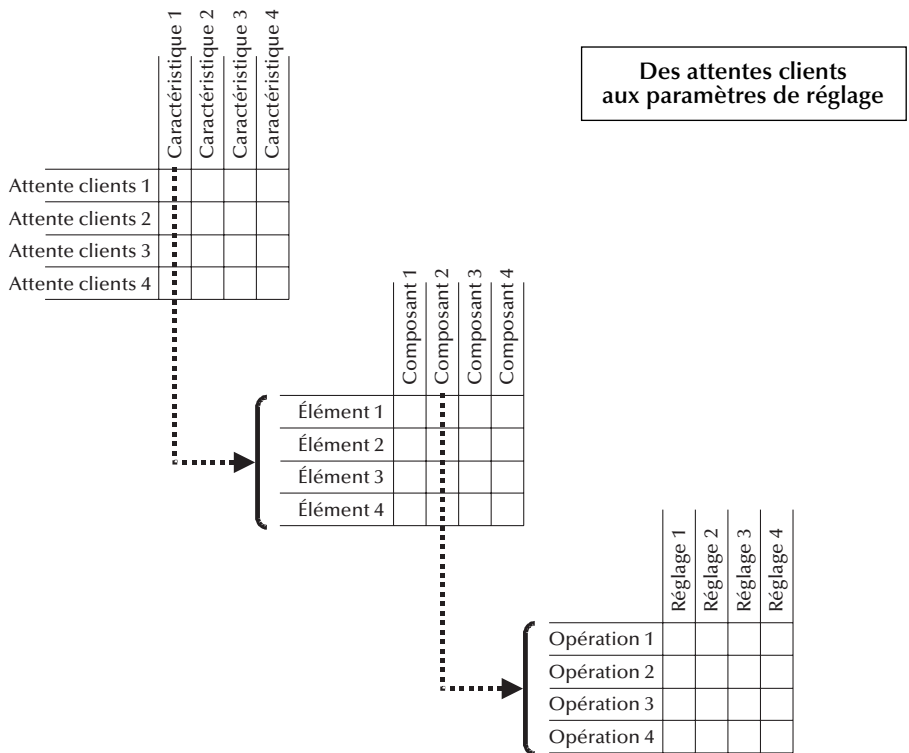 Caractéristique 1
Caractéristique 2
Caractéristique 3
Caractéristique 4
Des attentes clients
aux paramètres de réglage
Attente clients 1
Attente clients 2
Attente clients 3
Attente clients 4
Composant 1
Composant 2
Composant 3
Composant 4
Élément 1
Élément 2
Élément 3
Élément 4
Réglage 1
Réglage 2
Réglage 3
Réglage 4
Opération 1
Opération 2
Opération 3
Opération 4